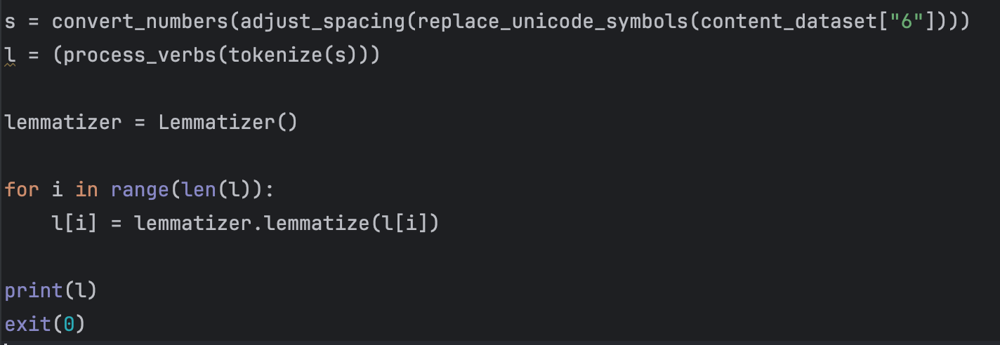 s = convert_numbers(adjust_spacing(replace_unicode_symbols(content_dataset["6"])))
l = (process_verbs(tokenize(s)))
lemmatizer = Lemmatizer()
for i in range(len(l)):
    l[i] = lemmatizer.lemmatize(l[i])
print(l)
exit(0)